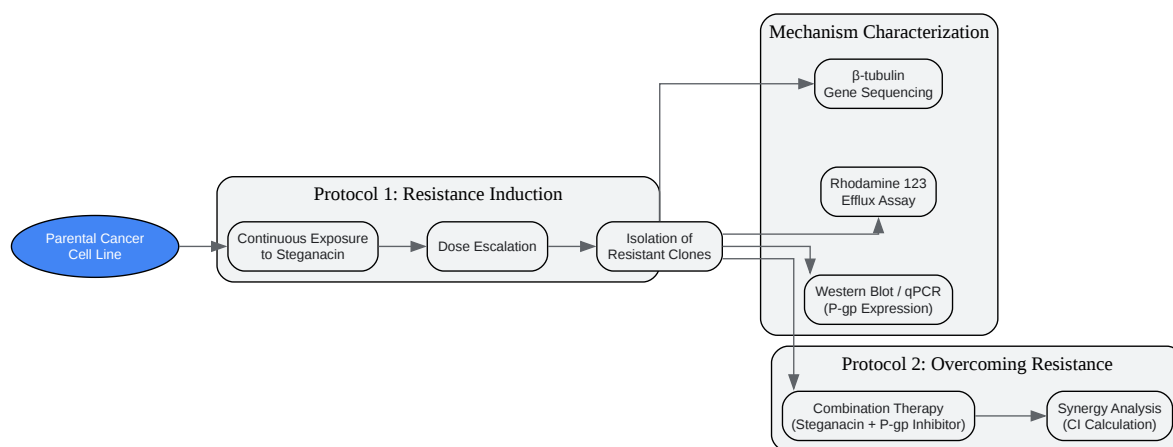 Mechanism Characterization
β-tubulin
Gene Sequencing
Rhodamine 123
Efflux Assay
Western Blot / qPCR
(P-gp Expression)
Protocol 1: Resistance Induction
Parental Cancer
Cell Line
Continuous Exposure
to Steganacin
Dose Escalation
Isolation of
Resistant Clones
Protocol 2: Overcoming Resistance
Combination Therapy
(Steganacin + P-gp Inhibitor)
Synergy Analysis
(CI Calculation)